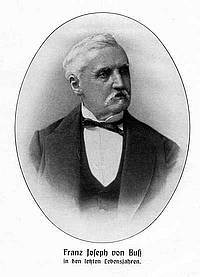 Franz Joseph von Buß
in den letzten Lebensjahren.